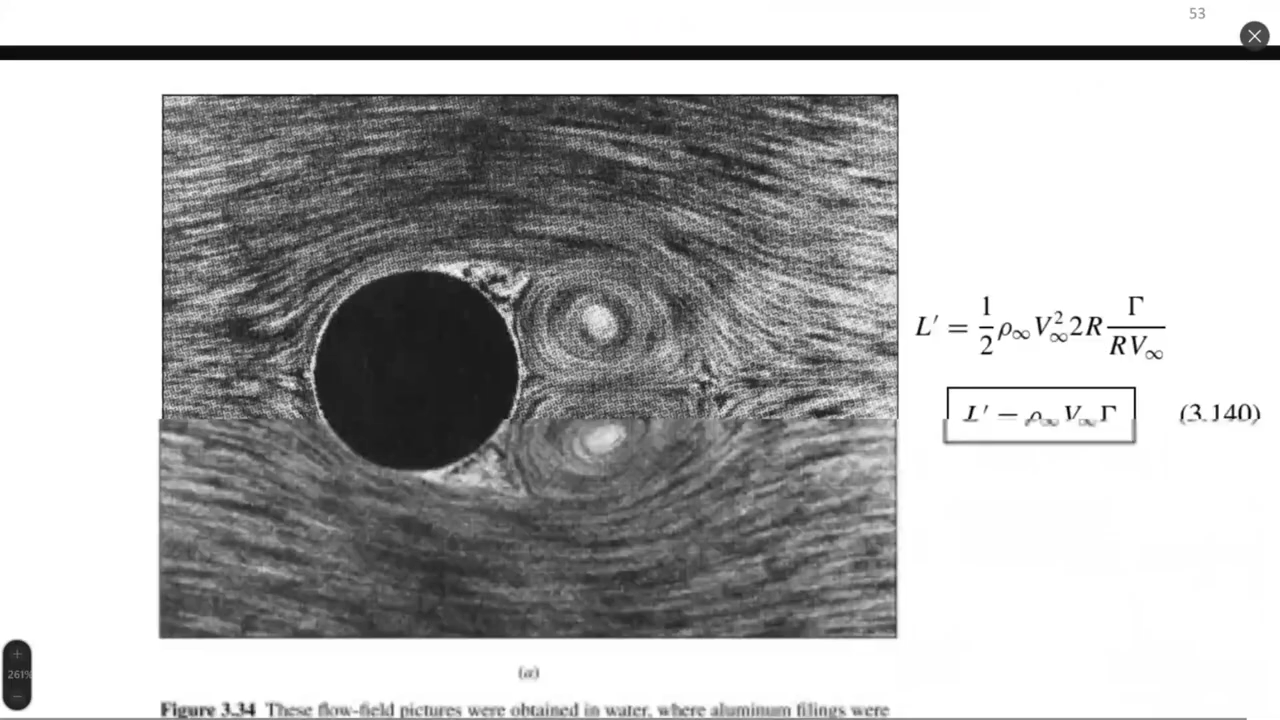 53
L′ = 1/2 ρ∞ V∞² 2R Γ/RV∞
L′ = ρ∞ V∞ Γ (3.140)
(a)
Figure 3.34 These flow-field pictures were obtained in water, where aluminum filings were
+
261%
−